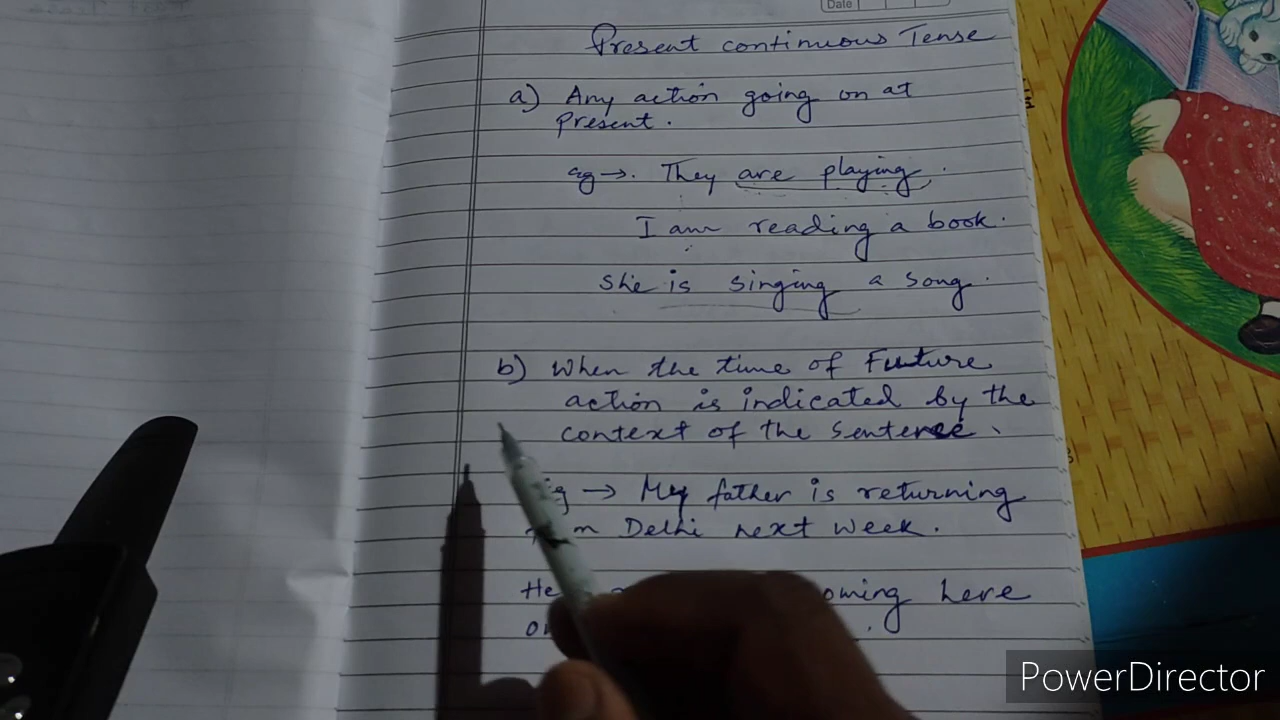 Date
Present continuous Tense
a) Any action going on at
present.
eg →. They are playing.
I am reading a book.
She is singing a song.
b) When the time of Future
action is indicated by the
context of the sentence.
→ My father is returning
Delhi next week.
He here
PowerDirector